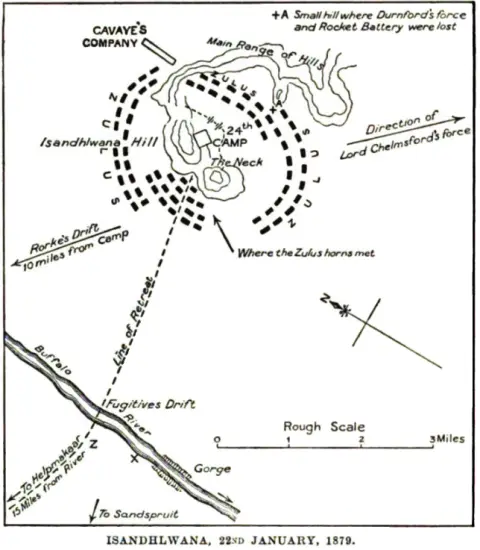 +A Small hill where Durnford's force
and Rocket Battery were lost
CAVAYE'S
COMPANY
Main Range of Hills
ZULUS
ZULUS
ZULUS
A
24th
CAMP
Isandhlwana Hill
The Neck
Direction of
Lord Chelmsford's force
Rorke's Drift
10 miles from Camp
Where the Zulus horns met
N
Line of Retreat
Buffalo
River
Fugitives Drift
Z
X
Rough Scale
0 1 2 3 Miles
Gorge
To Helpmakaar
15 Miles from River
To Sandspruit
ISANDHLWANA, 22ND JANUARY, 1879.